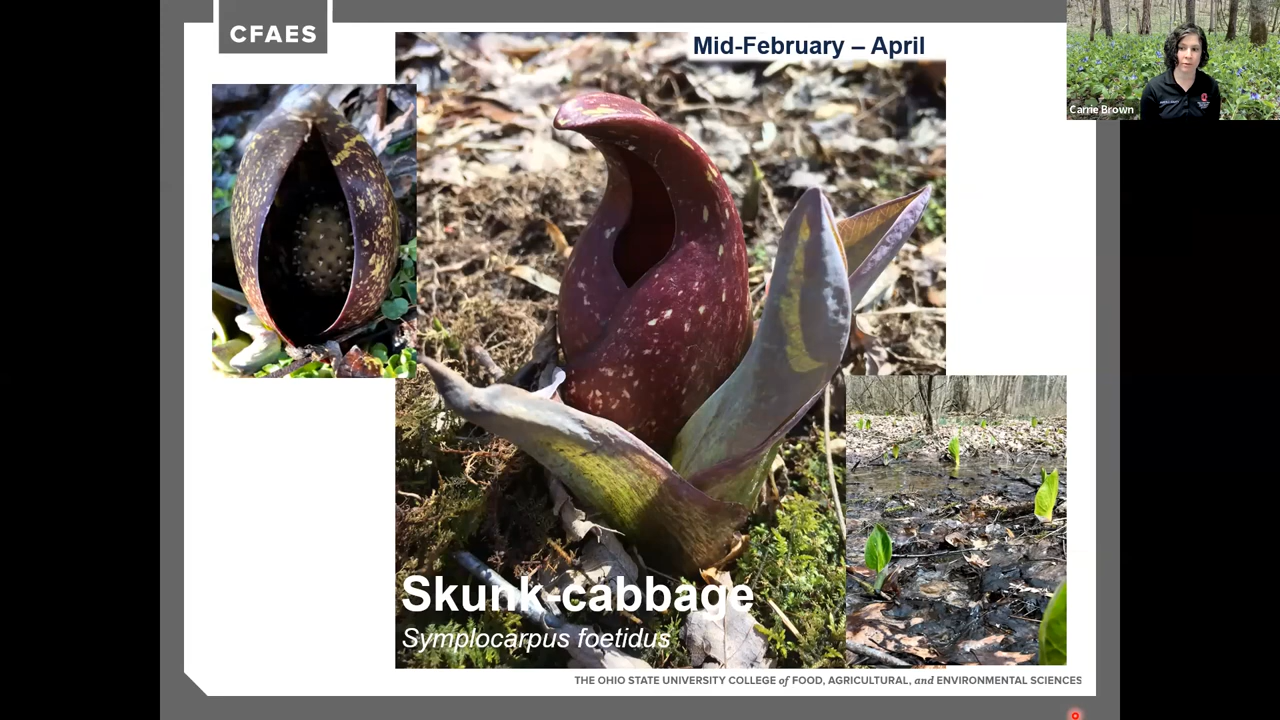 CFAES
Mid-February – April
Carrie Brown
Skunk-cabbage
Symplocarpus foetidus
THE OHIO STATE UNIVERSITY COLLEGE of FOOD, AGRICULTURAL, and ENVIRONMENTAL SCIENCES